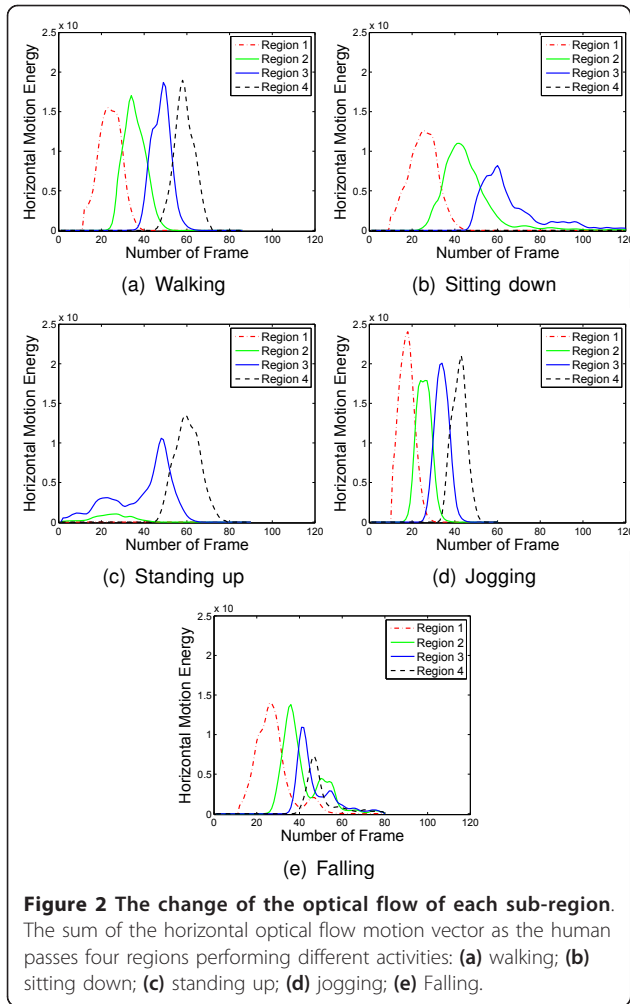 x 10
2.5
2
1.5
1
0.5
0
Horizontal Motion Energy
0 20 40 60 80 100 120
Number of Frame
Region 1
Region 2
Region 3
Region 4
(a) Walking
x 10
2.5
2
1.5
1
0.5
0
Horizontal Motion Energy
0 20 40 60 80 100 120
Number of Frame
Region 1
Region 2
Region 3
Region 4
(b) Sitting down
x 10
2.5
2
1.5
1
0.5
0
Horizontal Motion Energy
0 20 40 60 80 100 120
Number of Frame
Region 1
Region 2
Region 3
Region 4
(c) Standing up
x 10
2.5
2
1.5
1
0.5
0
Horizontal Motion Energy
0 20 40 60 80 100 120
Number of Frame
Region 1
Region 2
Region 3
Region 4
(d) Jogging
x 10
2.5
2
1.5
1
0.5
0
Horizontal Motion Energy
0 20 40 60 80 100 120
Number of Frame
Region 1
Region 2
Region 3
Region 4
(e) Falling
Figure 2 The change of the optical flow of each sub-region.
The sum of the horizontal optical flow motion vector as the human
passes four regions performing different activities: (a) walking; (b)
sitting down; (c) standing up; (d) jogging; (e) Falling.